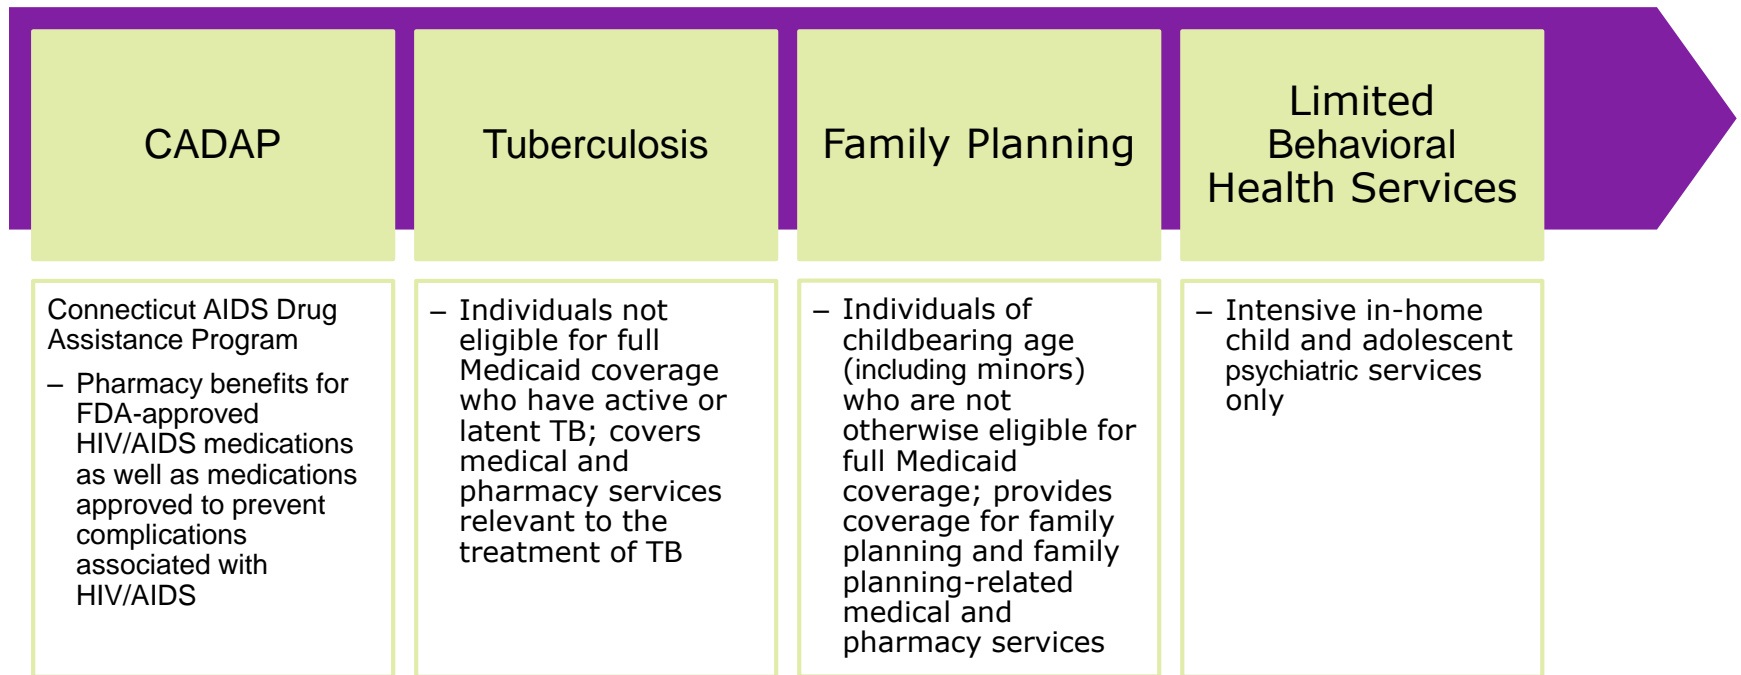 CADAP
Tuberculosis
Family Planning
Limited
Behavioral
Health Services
Connecticut AIDS Drug
Assistance Program
– Pharmacy benefits for
FDA-approved
HIV/AIDS medications
as well as medications
approved to prevent
complications
associated with
HIV/AIDS
– Individuals not
eligible for full
Medicaid coverage
who have active or
latent TB; covers
medical and
pharmacy services
relevant to the
treatment of TB
– Individuals of
childbearing age
(including minors)
who are not
otherwise eligible for
full Medicaid
coverage; provides
coverage for family
planning and family
planning-related
medical and
pharmacy services
– Intensive in-home
child and adolescent
psychiatric services
only